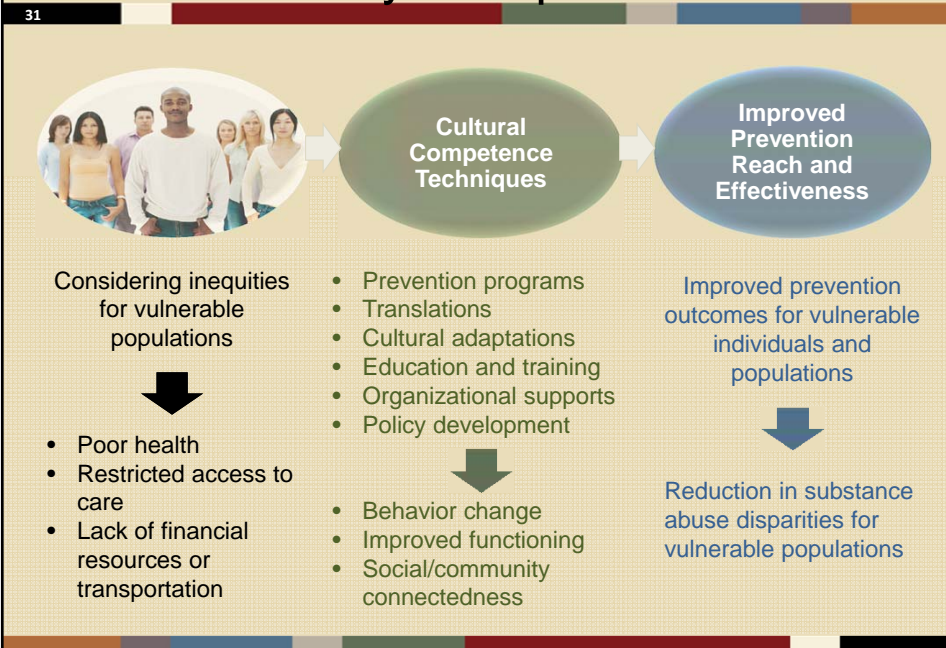 31
Cultural
Competence
Techniques
Improved
Prevention
Reach and
Effectiveness
Considering inequities
for vulnerable
populations
• Poor health
• Restricted access to
care
• Lack of financial
resources or
transportation
• Prevention programs
• Translations
• Cultural adaptations
• Education and training
• Organizational supports
• Policy development
• Behavior change
• Improved functioning
• Social/community
connectedness
Improved prevention
outcomes for vulnerable
individuals and
populations
Reduction in substance
abuse disparities for
vulnerable populations